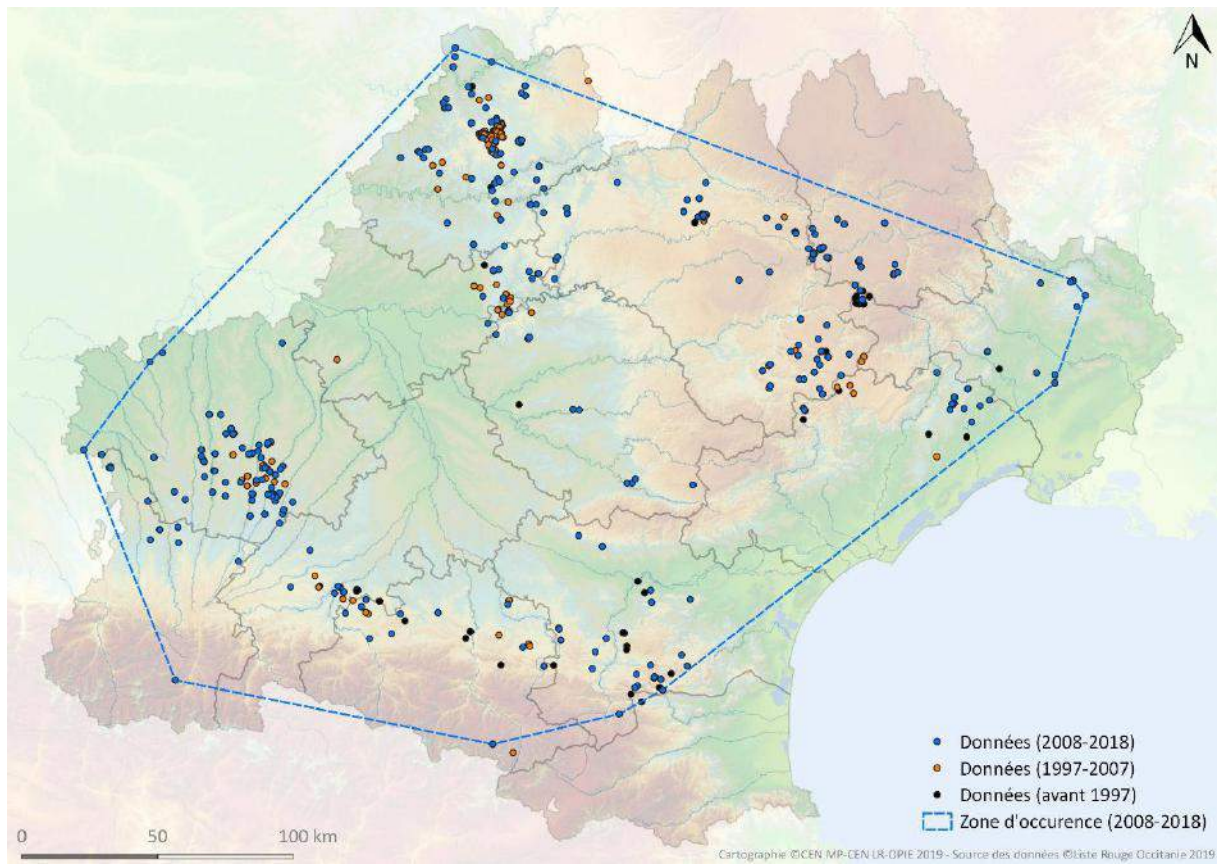 N
Données (2008-2018)
Données (1997-2007)
Données (avant 1997)
Zone d'occurence (2008-2018)
0 50 100 km
Cartographie ©CEN MP-CEN LR-OPIE 2019 - Source des données ©Liste Rouge Occitanie 2019